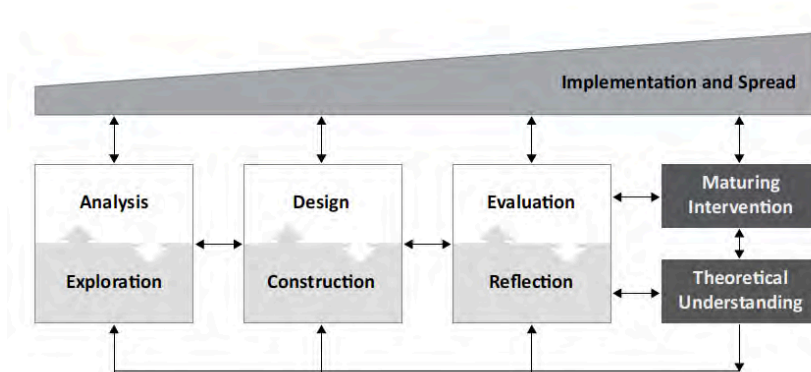 Implementation and Spread
Analysis
Exploration
Design
Construction
Evaluation
Reflection
Maturing
Intervention
Theoretical
Understanding